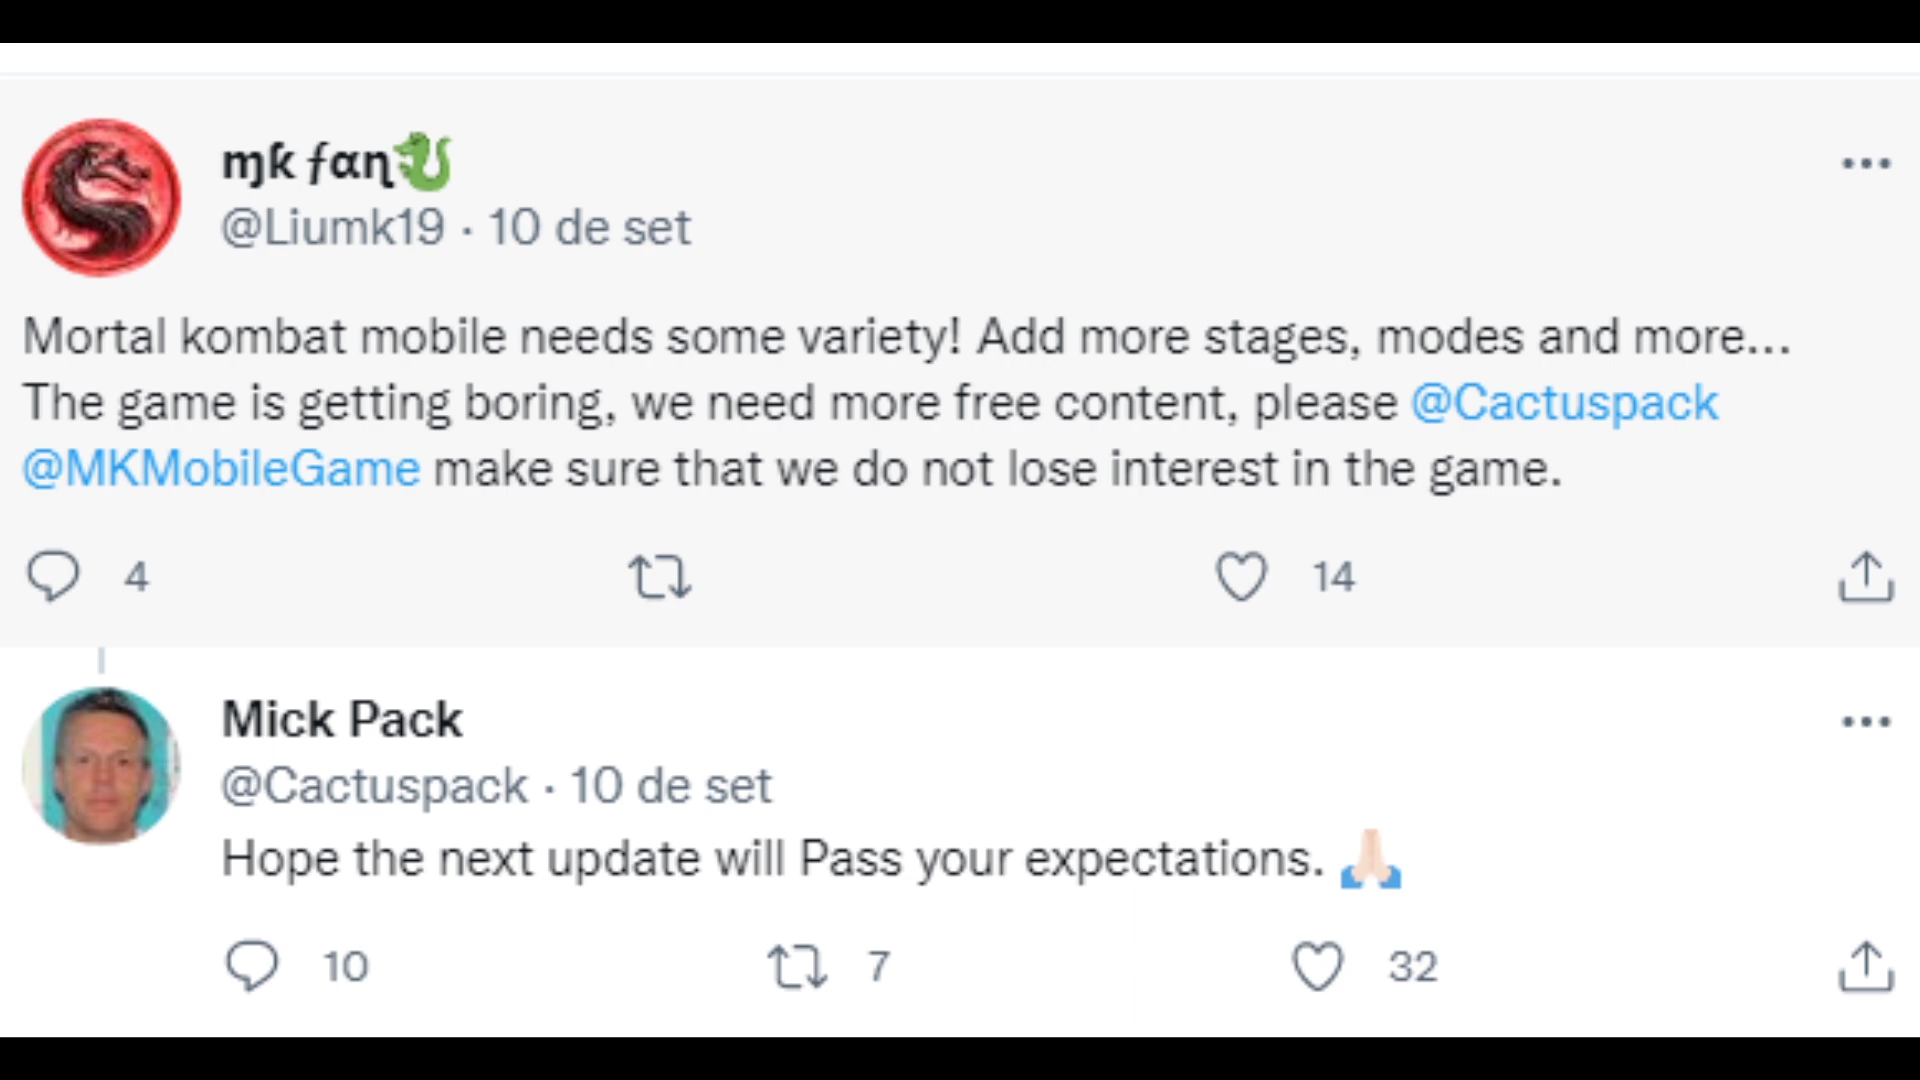 ɱƙ ƒαɳ🐉
@Liumk19 · 10 de set
Mortal kombat mobile needs some variety! Add more stages, modes and more...
The game is getting boring, we need more free content, please @Cactuspack
@MKMobileGame make sure that we do not lose interest in the game.
4 14
Mick Pack
@Cactuspack · 10 de set
Hope the next update will Pass your expectations. 🙏🏻
10 7 32